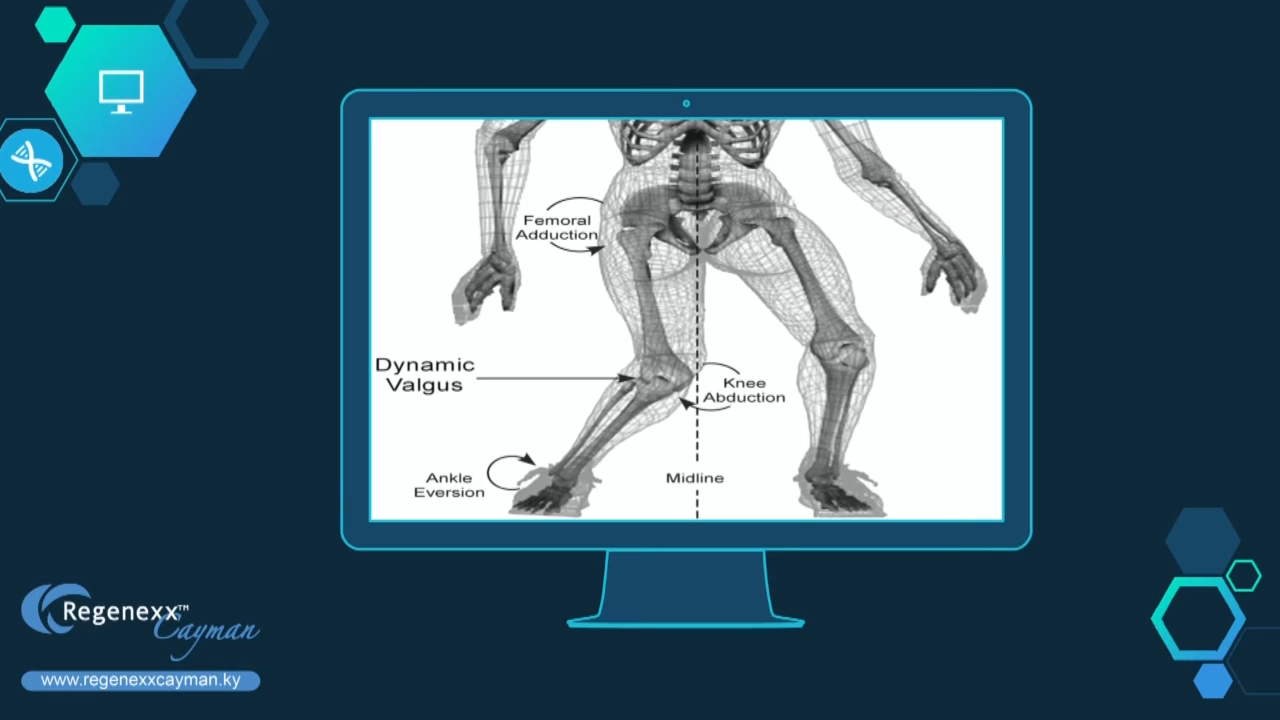 Femoral
Adduction
Dynamic
Valgus
Knee
Abduction
Ankle
Eversion
Midline
Regenexx™
Cayman
www.regenexxcayman.ky